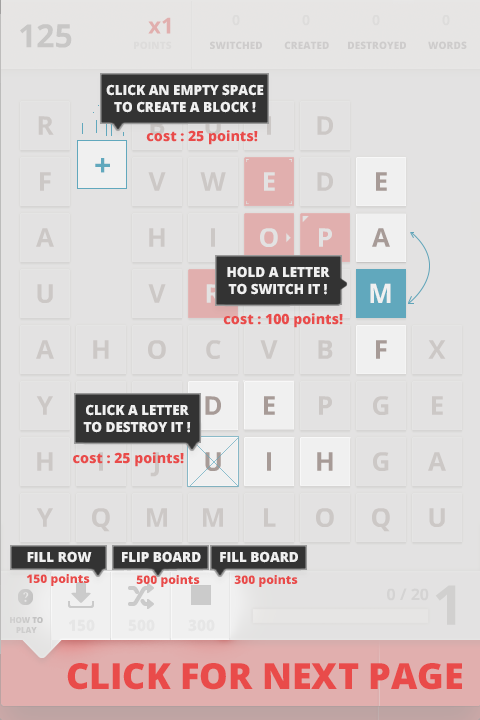 125
x1
POINTS
0 0 0 0
SWITCHED CREATED DESTROYED WORDS
CLICK AN EMPTY SPACE
TO CREATE A BLOCK !
cost : 25 points!
R D
+
F V W E D E
A H I O P A
HOLD A LETTER
TO SWITCH IT !
cost : 100 points!
U V M
A H O C V B F X
Y D E P G E
CLICK A LETTER
TO DESTROY IT !
cost : 25 points!
H J U I H G A
Y Q M M L O Q U
FILL ROW FLIP BOARD FILL BOARD
150 points 500 points 300 points
? 
HOW TO
PLAY
150 500 300
0 / 20
1
CLICK FOR NEXT PAGE